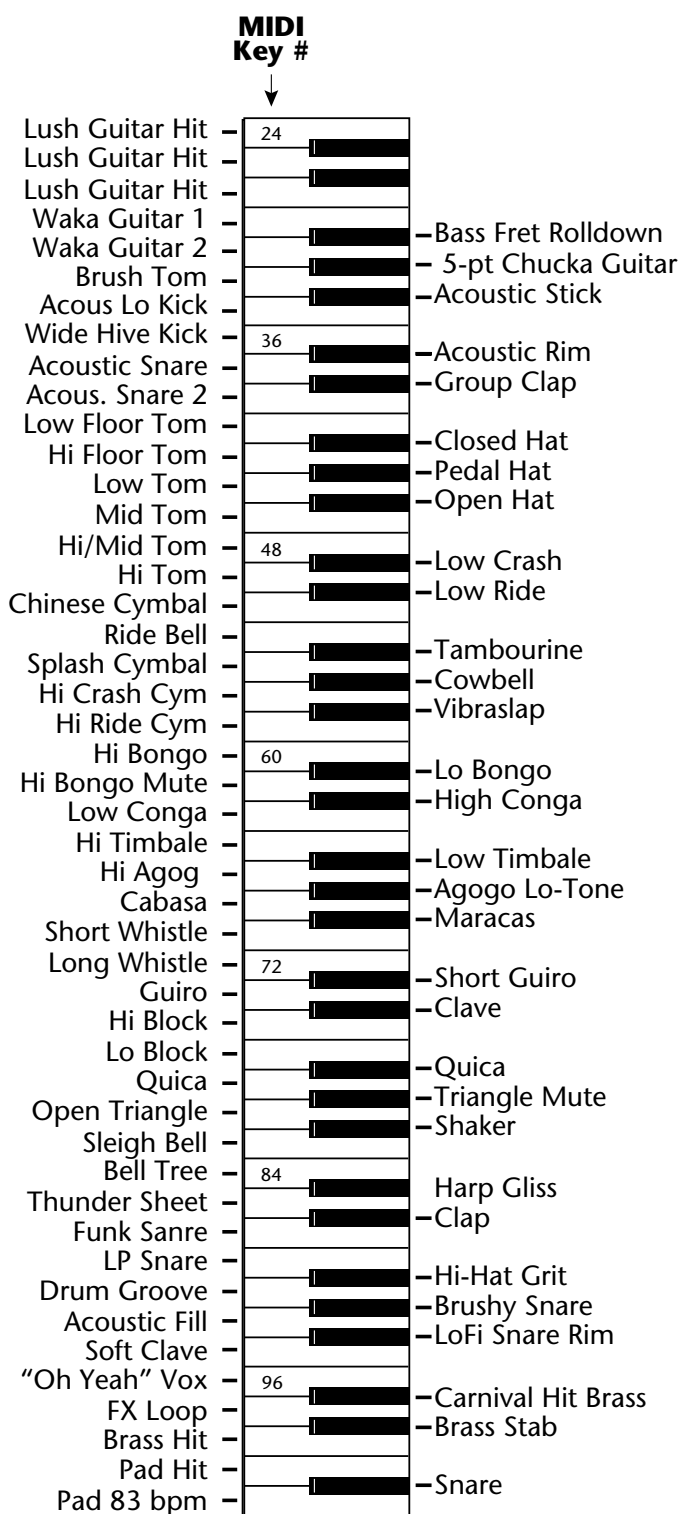 MIDI
Key #
Lush Guitar Hit 24
Lush Guitar Hit
Lush Guitar Hit
Waka Guitar 1
Bass Fret Rolldown
Waka Guitar 2
5-pt Chucka Guitar
Brush Tom
Acoustic Stick
Acous Lo Kick
Wide Hive Kick 36
Acoustic Rim
Acoustic Snare
Group Clap
Acous. Snare 2
Low Floor Tom
Closed Hat
Hi Floor Tom
Pedal Hat
Low Tom
Open Hat
Mid Tom
Hi/Mid Tom 48
Low Crash
Hi Tom
Low Ride
Chinese Cymbal
Ride Bell
Tambourine
Splash Cymbal
Cowbell
Hi Crash Cym
Vibraslap
Hi Ride Cym
Hi Bongo 60
Lo Bongo
Hi Bongo Mute
High Conga
Low Conga
Hi Timbale
Low Timbale
Hi Agog
Agogo Lo-Tone
Cabasa
Maracas
Short Whistle
Long Whistle 72
Short Guiro
Guiro
Clave
Hi Block
Lo Block
Quica
Quica
Triangle Mute
Open Triangle
Shaker
Sleigh Bell
Bell Tree 84
Harp Gliss
Thunder Sheet
Clap
Funk Sanre
LP Snare
Hi-Hat Grit
Drum Groove
Brushy Snare
Acoustic Fill
LoFi Snare Rim
Soft Clave
“Oh Yeah” Vox 96
Carnival Hit Brass
FX Loop
Brass Stab
Brass Hit
Pad Hit
Snare
Pad 83 bpm